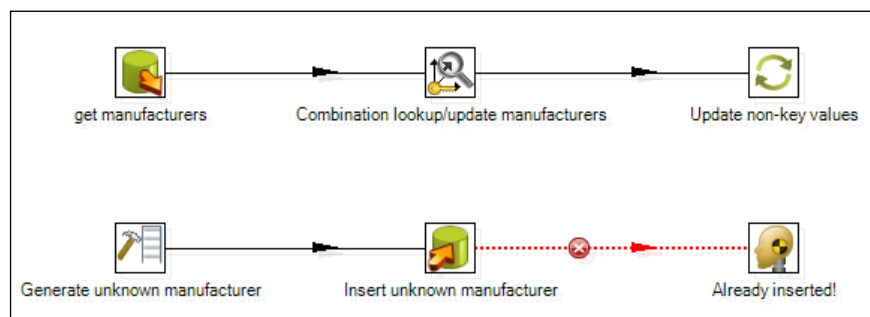 get manufacturers
Combination lookup/update manufacturers
Update non-key values
Generate unknown manufacturer
Insert unknown manufacturer
Already inserted!